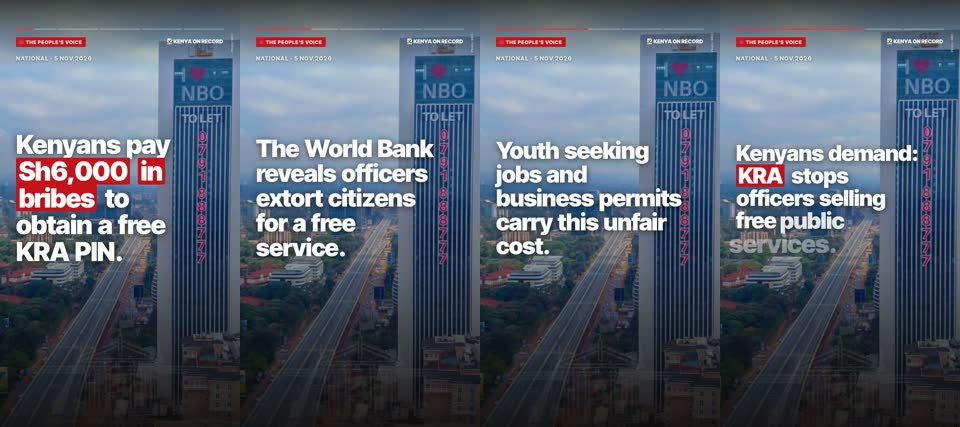 THE PEOPLE'S VOICE
KENYA ON RECORD
NATIONAL · 5 NOV 2026
I NBO
TO LET
0791888777
Kenyans pay
Sh6,000 in
bribes to
obtain a free
KRA PIN.
THE PEOPLE'S VOICE
KENYA ON RECORD
NATIONAL · 5 NOV 2026
I NBO
TO LET
0791888777
The World Bank
reveals officers
extort citizens
for a free
service.
THE PEOPLE'S VOICE
KENYA ON RECORD
NATIONAL · 5 NOV 2026
I NBO
TO LET
0791888777
Youth seeking
jobs and
business permits
carry this unfair
cost.
THE PEOPLE'S VOICE
KENYA ON RECORD
NATIONAL · 5 NOV 2026
I NBO
TO LET
0791888777
Kenyans demand:
KRA stops
officers selling
free public
services.